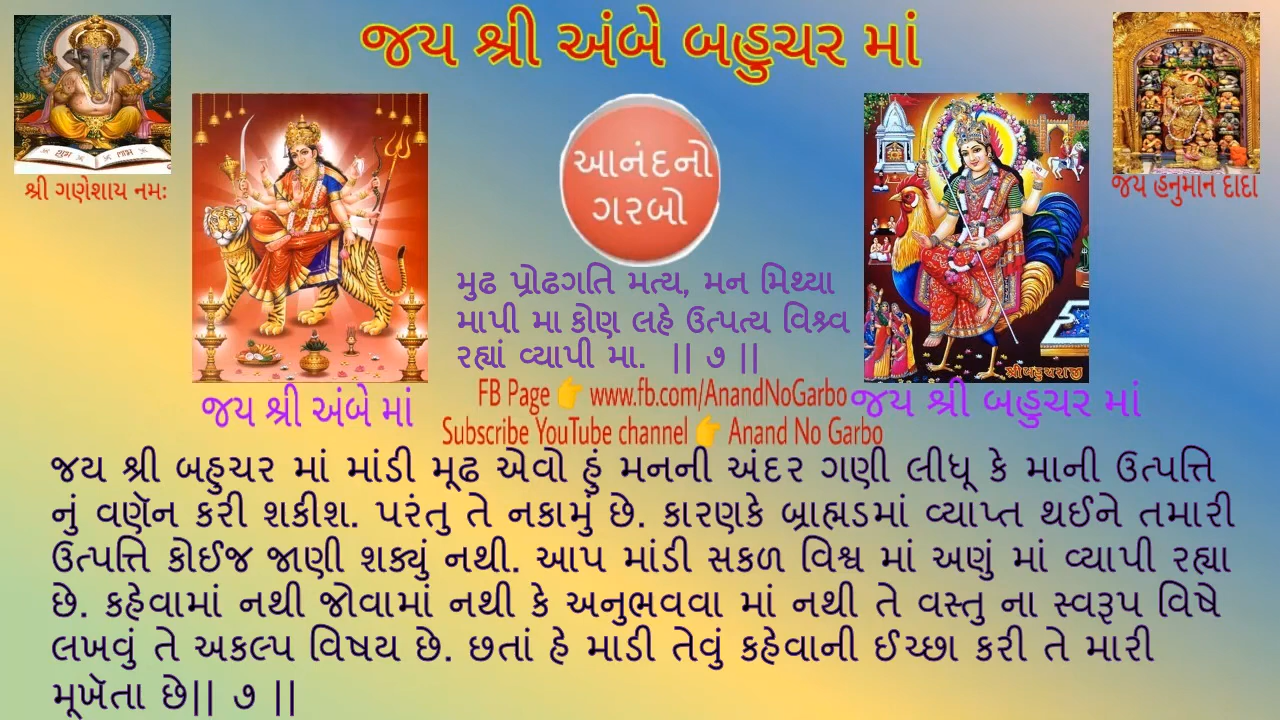 જય શ્રી અંબે બહુચર માં
શુભ લાભ
શ્રી ગણેશાય નમઃ
જય હનુમાન દાદા
આનંદનો
ગરબો
મુઢ પ્રોઢગતિ મત્ય, મન મિથ્યા
માપી મા કોણ લહે ઉત્પત્ય વિશ્ર્વ
રહ્યાં વ્યાપી મા. || ૭ ||
श्री बहुचराजी
FB Page 👉 www.fb.com/AnandNoGarbo
જય શ્રી અંબે માં
જય શ્રી બહુચર માં
Subscribe YouTube channel 👉 Anand No Garbo
જય શ્રી બહુચર માં માંડી મૂઢ એવો હું મનની અંદર ગણી લીધૂ કે માની ઉત્પત્તિ
નું વર્ણૅન કરી શકીશ. પરંતુ તે નકામું છે. કારણકે બ્રાહ્મડમાં વ્યાપ્ત થઈને તમારી
ઉત્પત્તિ કોઈજ જાણી શક્યું નથી. આપ માંડી સકળ વિશ્વ માં અણું માં વ્યાપી રહ્યા
છે. કહેવામાં નથી જોવામાં નથી કે અનુભવવા માં નથી તે વસ્તુ ના સ્વરૂપ વિષે
લખવું તે અકલ્પ વિષય છે. છતાં હે માડી તેવું કહેવાની ઈચ્છા કરી તે મારી
મૂખૅતા છે|| ૭ ||